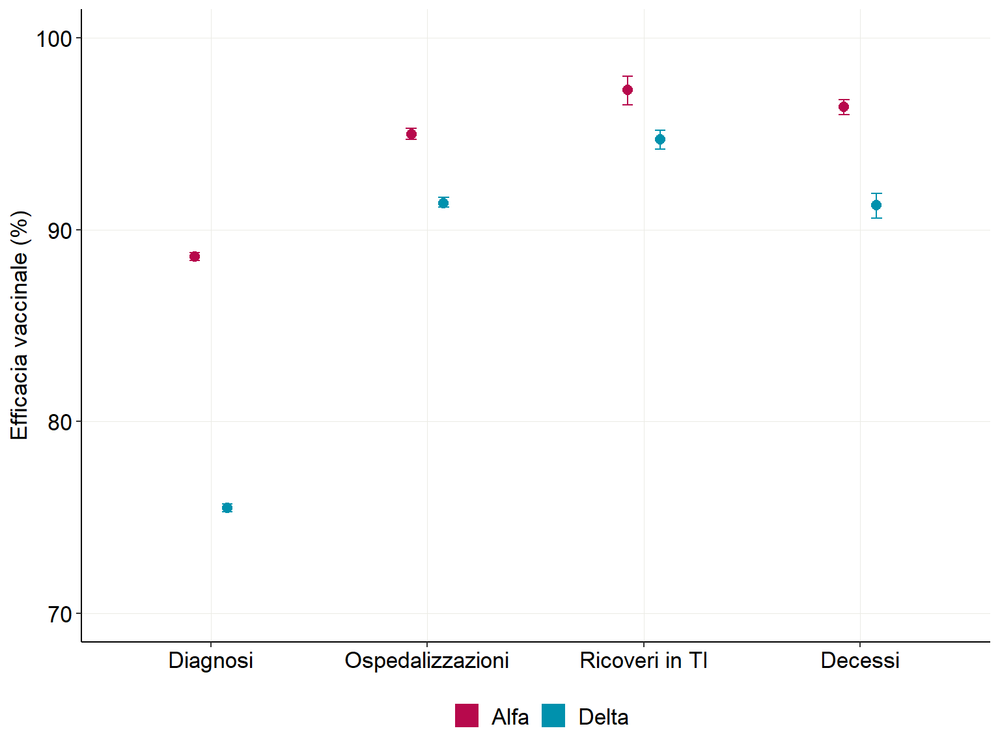 Efficacia vaccinale (%)
100
90
80
70
Diagnosi Ospedalizzazioni Ricoveri in TI Decessi
Alfa Delta